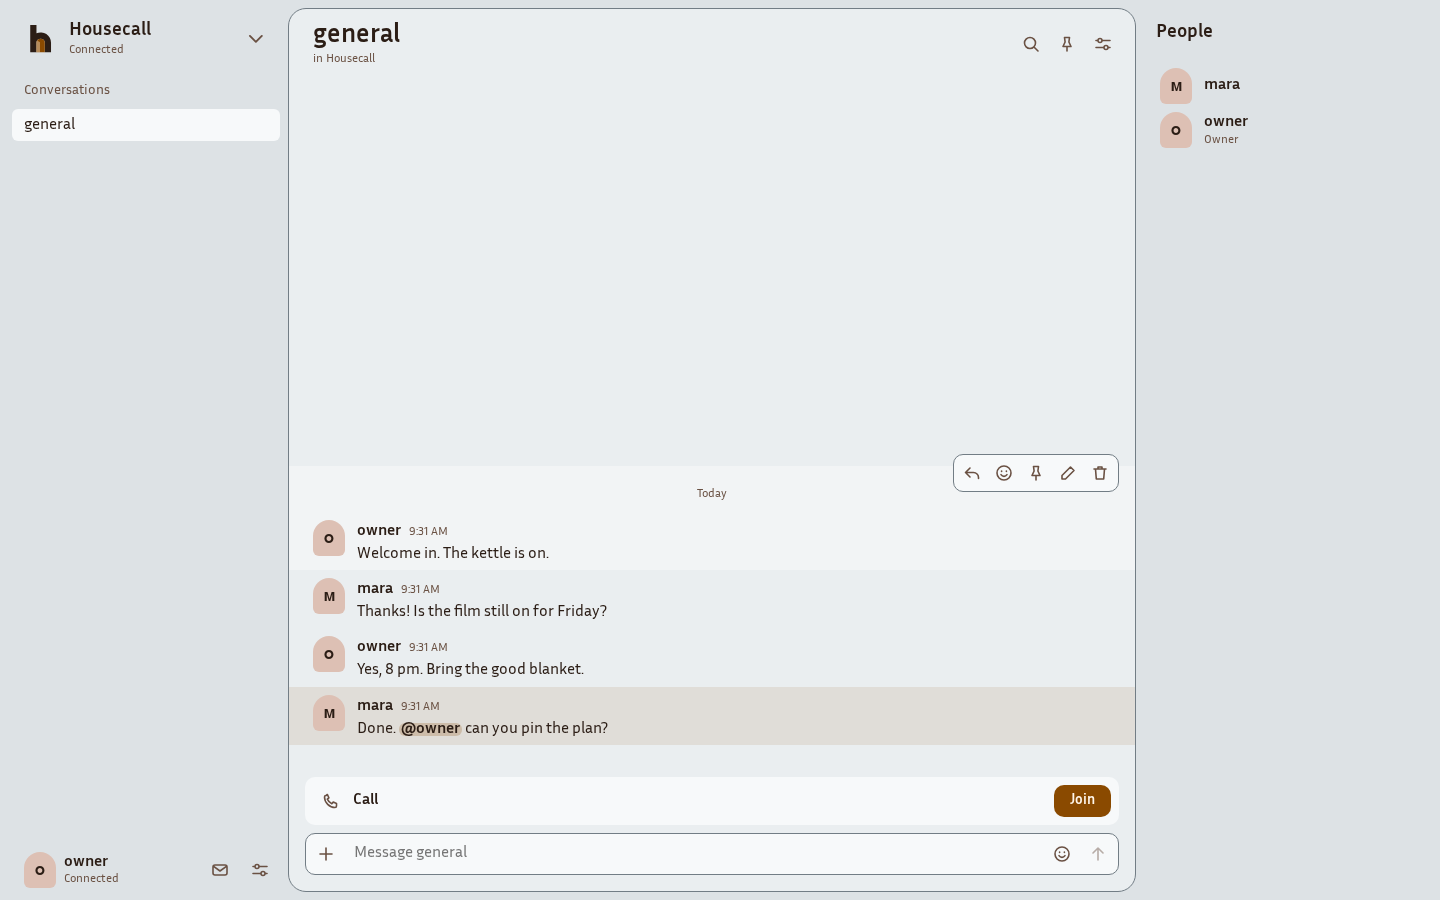 Housecall
Connected
Conversations
general
O
owner
Connected
general
in Housecall
Today
O
owner 9:31 AM
Welcome in. The kettle is on.
M
mara 9:31 AM
Thanks! Is the film still on for Friday?
O
owner 9:31 AM
Yes, 8 pm. Bring the good blanket.
M
mara 9:31 AM
Done. @owner can you pin the plan?
Call
Join
Message general
People
M
mara
O
owner
Owner